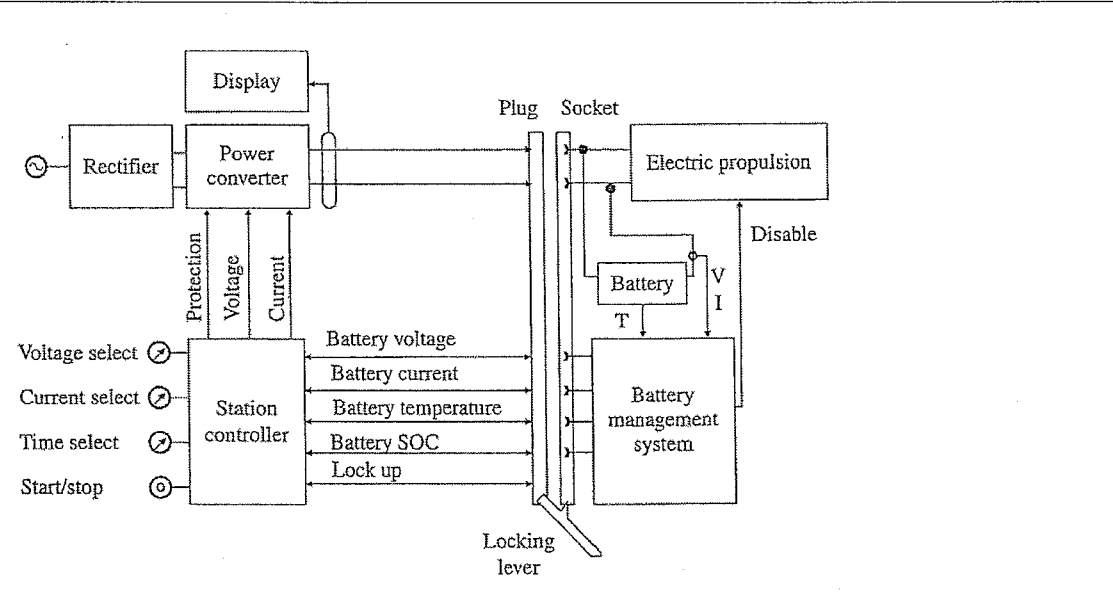 Display
Plug
Socket
Rectifier
Power
converter
Electric propulsion
Disable
Protection
Voltage
Current
Battery
V
I
T
Voltage select
Current select
Time select
Start/stop
Station
controller
Battery voltage
Battery current
Battery temperature
Battery SOC
Lock up
Battery
management
system
Locking
lever